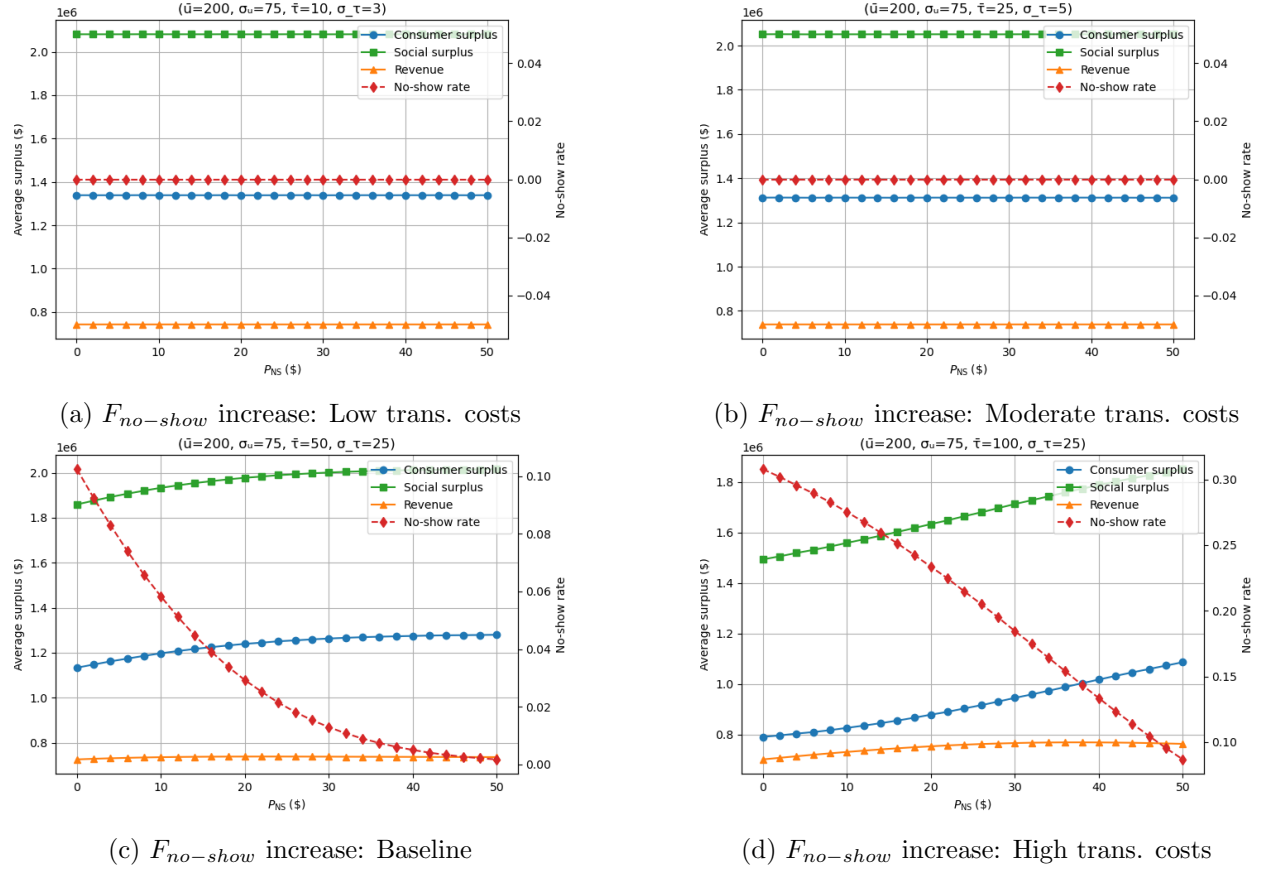 (ū=200, σᵤ=75, τ̄=10, σ_τ=3)
1e6
2.0
1.8
1.6
1.4
1.2
1.0
0.8
Average surplus ($)
Consumer surplus
Social surplus
Revenue
No-show rate
0.04
0.02
0.00
−0.02
−0.04
No-show rate
0 10 20 30 40 50
P_NS ($)
(a) F_no−show increase: Low trans. costs
(ū=200, σᵤ=75, τ̄=25, σ_τ=5)
1e6
2.0
1.8
1.6
1.4
1.2
1.0
0.8
Average surplus ($)
Consumer surplus
Social surplus
Revenue
No-show rate
0.04
0.02
0.00
−0.02
−0.04
No-show rate
0 10 20 30 40 50
P_NS ($)
(b) F_no−show increase: Moderate trans. costs
(ū=200, σᵤ=75, τ̄=50, σ_τ=25)
1e6
2.0
1.8
1.6
1.4
1.2
1.0
0.8
Average surplus ($)
Consumer surplus
Social surplus
Revenue
No-show rate
0.10
0.08
0.06
0.04
0.02
0.00
No-show rate
0 10 20 30 40 50
P_NS ($)
(c) F_no−show increase: Baseline
(ū=200, σᵤ=75, τ̄=100, σ_τ=25)
1e6
1.8
1.6
1.4
1.2
1.0
0.8
Average surplus ($)
Consumer surplus
Social surplus
Revenue
No-show rate
0.30
0.25
0.20
0.15
0.10
No-show rate
0 10 20 30 40 50
P_NS ($)
(d) F_no−show increase: High trans. costs